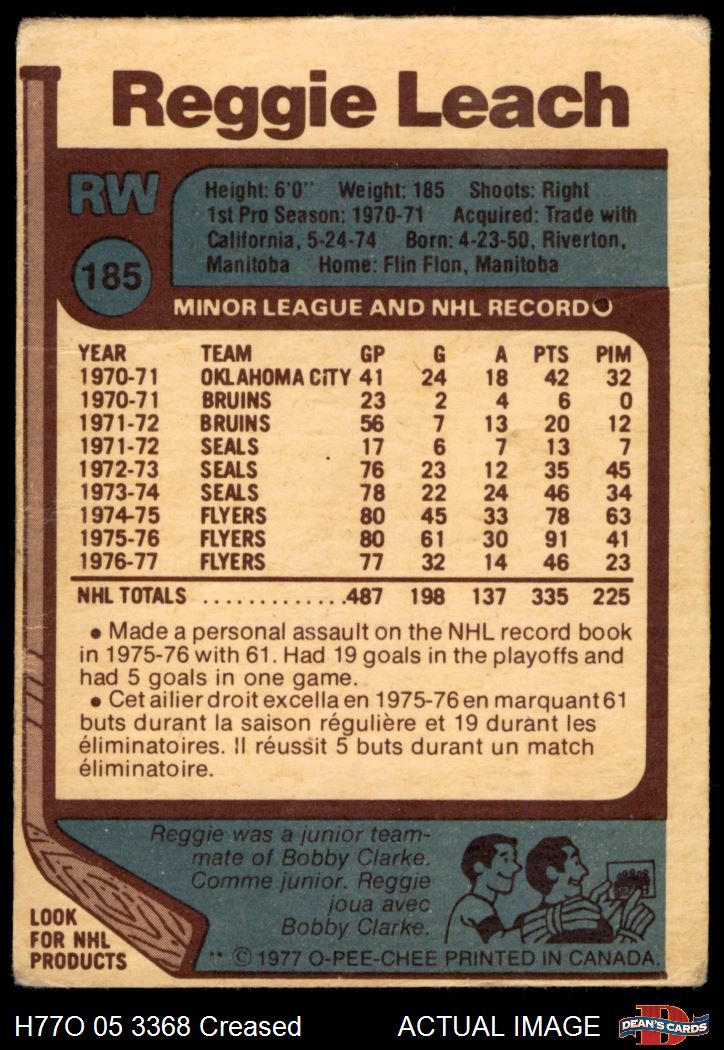 Reggie Leach
RW
185
Height: 6'0" Weight: 185 Shoots: Right
1st Pro Season: 1970-71 Acquired: Trade with
California, 5-24-74 Born: 4-23-50, Riverton,
Manitoba Home: Flin Flon, Manitoba
MINOR LEAGUE AND NHL RECORD
YEAR TEAM GP G A PTS PIM
1970-71 OKLAHOMA CITY 41 24 18 42 32
1970-71 BRUINS 23 2 4 6 0
1971-72 BRUINS 56 7 13 20 12
1971-72 SEALS 17 6 7 13 7
1972-73 SEALS 76 23 12 35 45
1973-74 SEALS 78 22 24 46 34
1974-75 FLYERS 80 45 33 78 63
1975-76 FLYERS 80 61 30 91 41
1976-77 FLYERS 77 32 14 46 23
NHL TOTALS ..............487 198 137 335 225
• Made a personal assault on the NHL record book
in 1975-76 with 61. Had 19 goals in the playoffs and
had 5 goals in one game.
• Cet ailier droit excella en 1975-76 en marquant 61
buts durant la saison régulière et 19 durant les
éliminatoires. Il réussit 5 buts durant un match
éliminatoire.
Reggie was a junior team-
mate of Bobby Clarke.
Comme junior. Reggie
joua avec
Bobby Clarke.
LOOK
FOR NHL
PRODUCTS
** © 1977 O-PEE-CHEE PRINTED IN CANADA.
H77O 05 3368 Creased ACTUAL IMAGE
D
DEAN'S CARDS